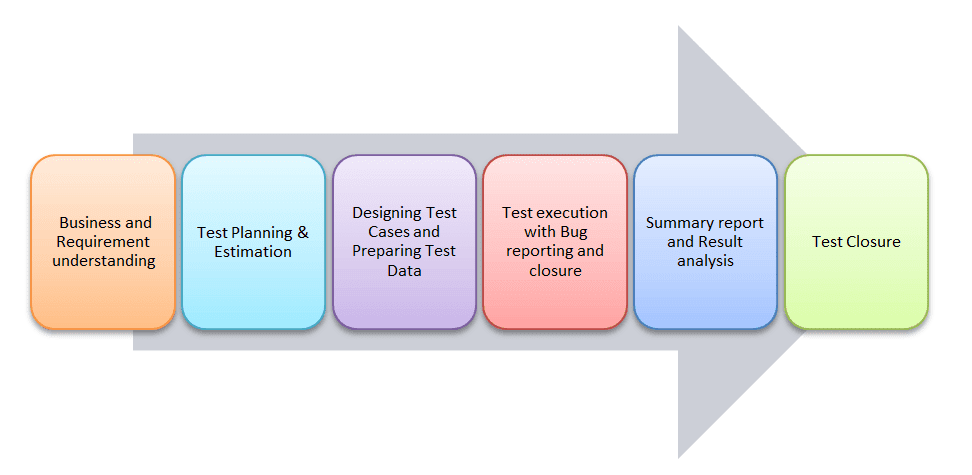 Business and
Requirement
understanding
Test Planning &
Estimation
Designing Test
Cases and
Preparing Test
Data
Test execution
with Bug
reporting and
closure
Summary report
and Result
analysis
Test Closure